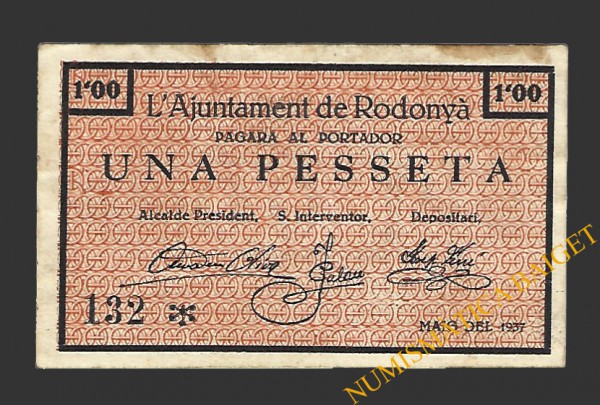 1'00 1'00
L'Ajuntament de Rodonyà
PAGARA AL PORTADOR
UNA PESSETA
Alcalde President, S. Interventor, Depositari,
132 *
MAIG DEL 1937
NUMISMATICA BAIGET